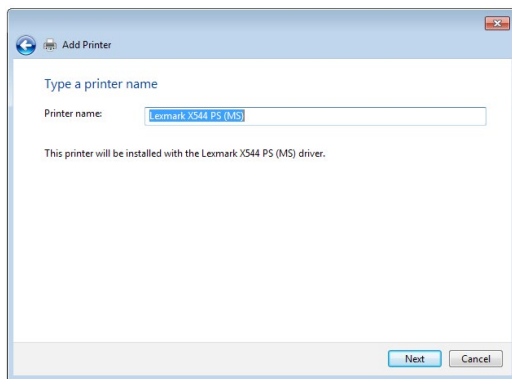 Add Printer
Type a printer name
Printer name: Lexmark X544 PS (MS)
This printer will be installed with the Lexmark X544 PS (MS) driver.
Next Cancel